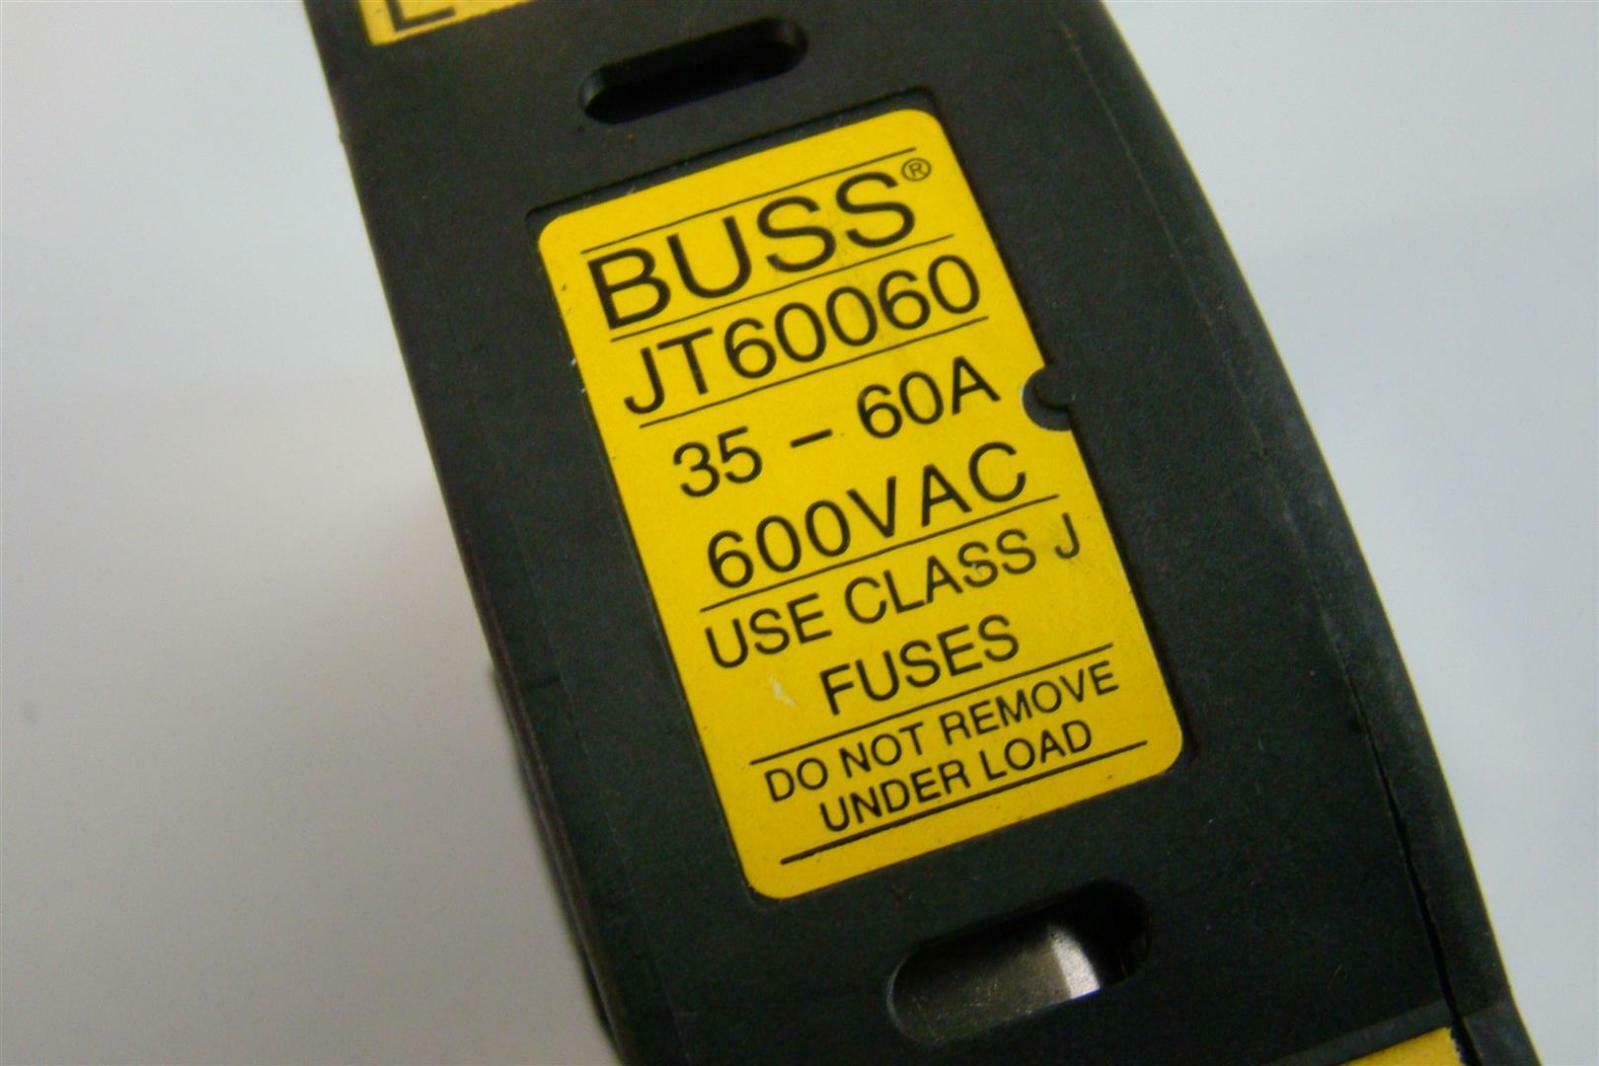 BUSS®
JT60060
35 - 60A
600VAC
USE CLASS J
FUSES
DO NOT REMOVE
UNDER LOAD